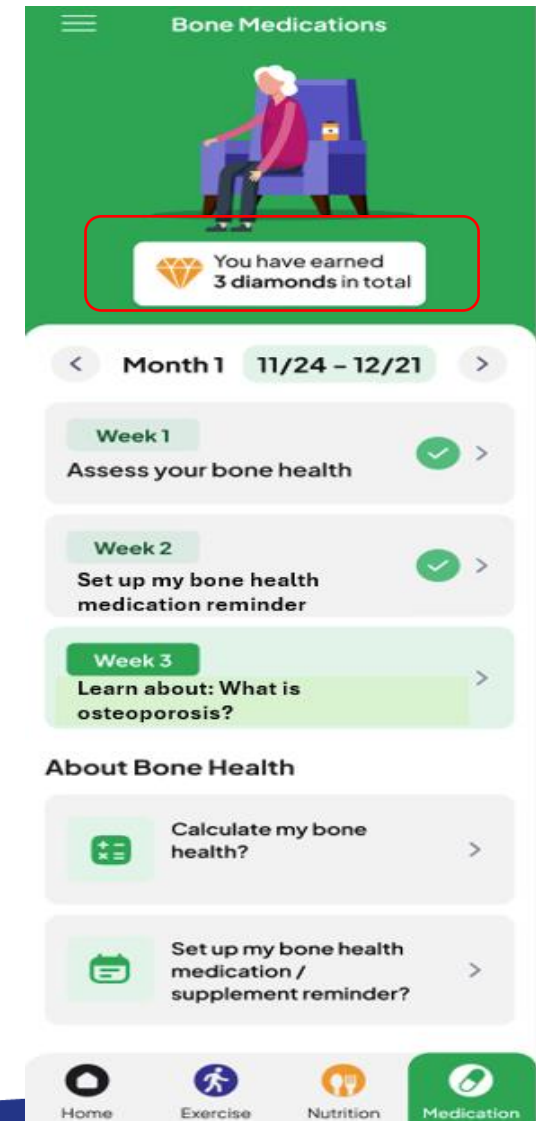 Bone Medications
You have earned
3 diamonds in total
Month 1 11/24 – 12/21
Week 1
Assess your bone health
Week 2
Set up my bone health
medication reminder
Week 3
Learn about: What is
osteoporosis?
About Bone Health
Calculate my bone
health?
Set up my bone health
medication /
supplement reminder?
Home Exercise Nutrition Medication